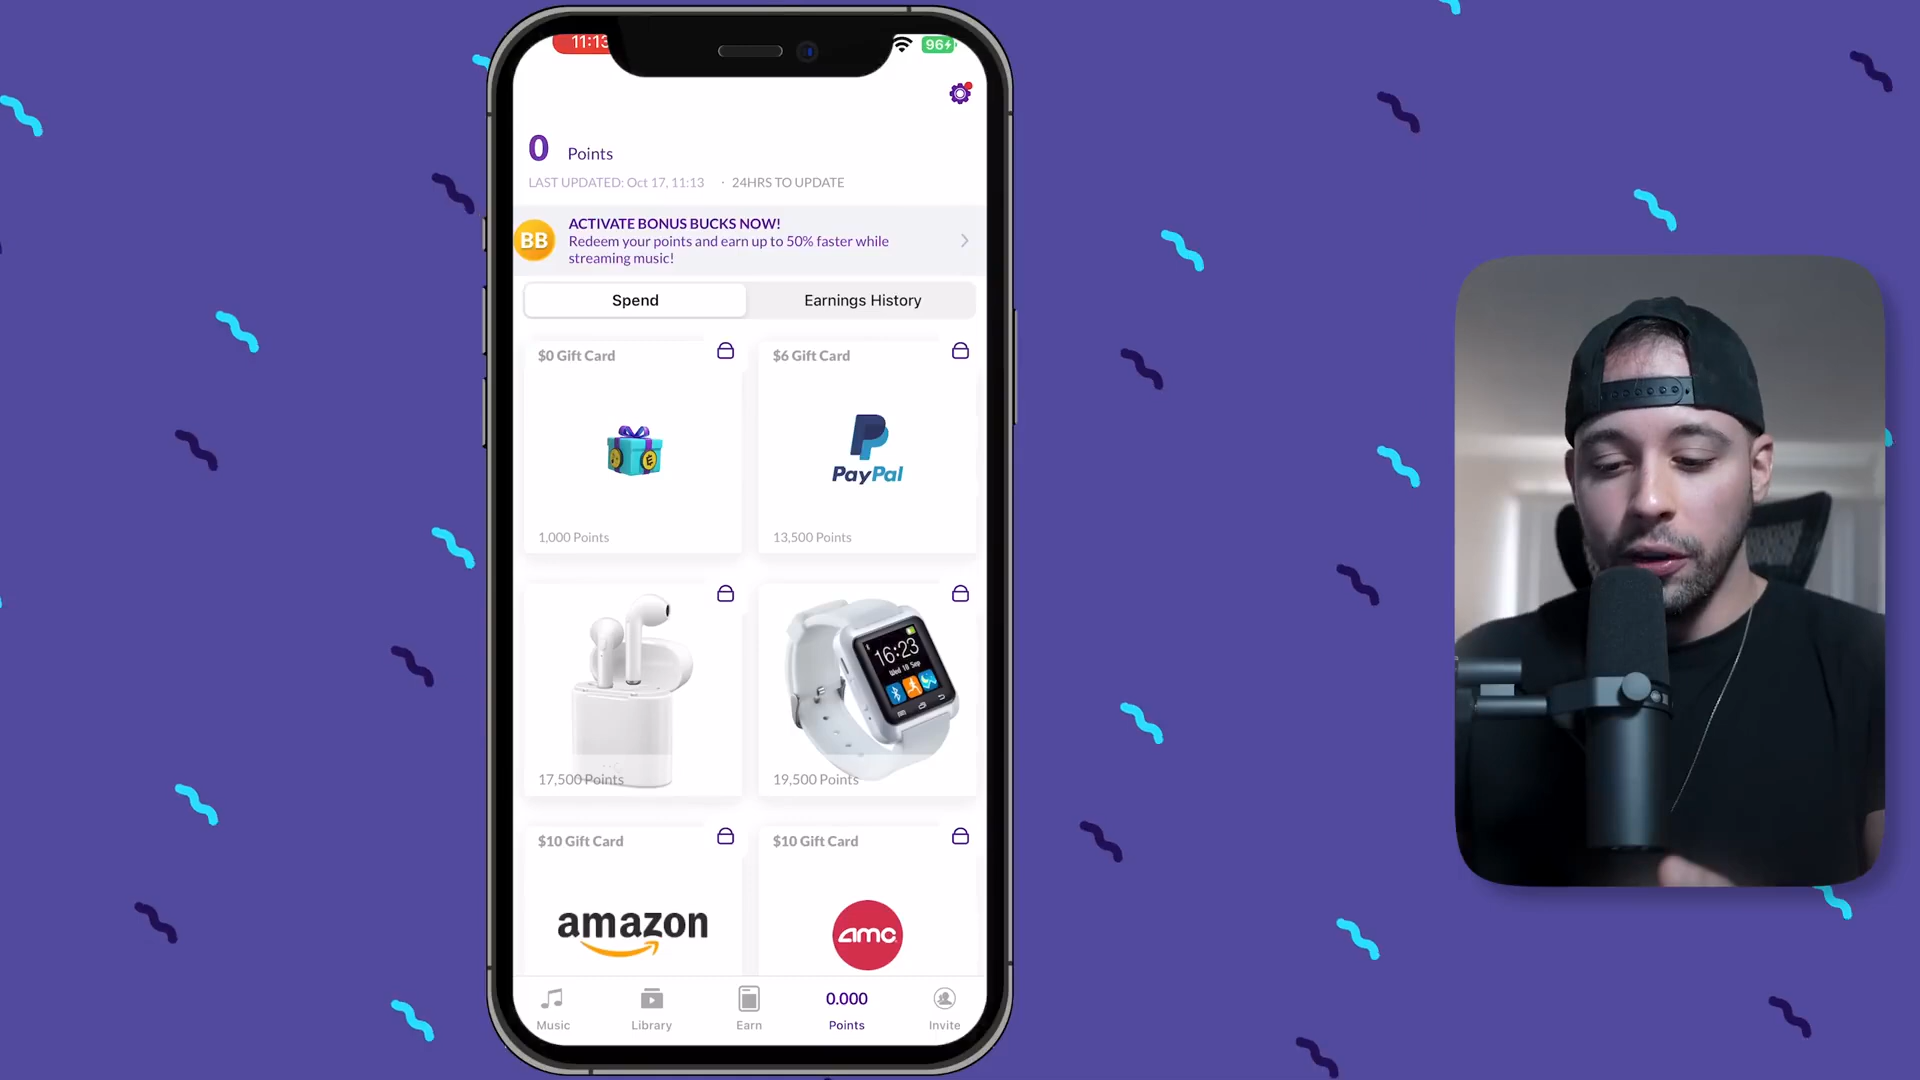 11:13
96
0 Points
LAST UPDATED: Oct 17, 11:13 · 24HRS TO UPDATE
BB
ACTIVATE BONUS BUCKS NOW!
Redeem your points and earn up to 50% faster while
streaming music!
Spend
Earnings History
$0 Gift Card
1,000 Points
$6 Gift Card
PayPal
13,500 Points
17,500 Points
16:23
Wed 10 Sep
19,500 Points
$10 Gift Card
amazon
$10 Gift Card
amc
Music
Library
Earn
0.000
Points
Invite